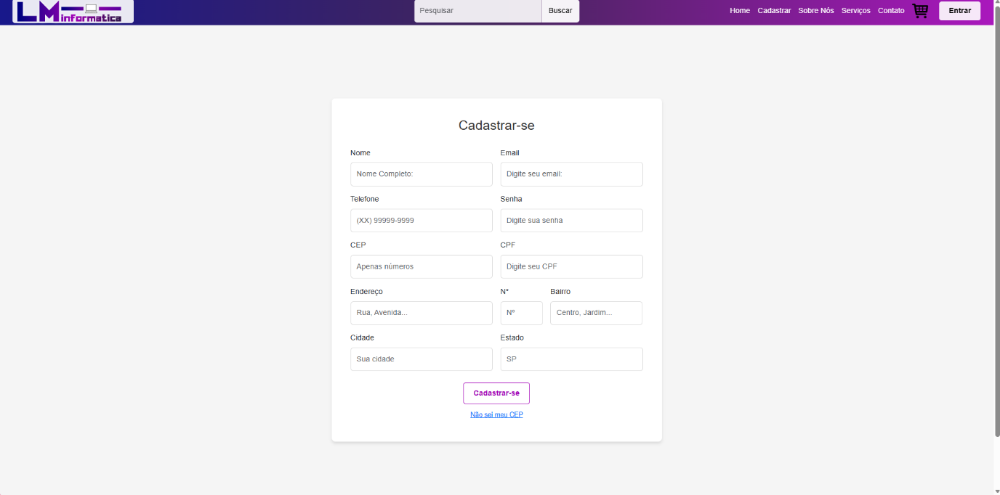 LM informatica
Pesquisar Buscar Home Cadastrar Sobre Nós Serviços Contato Entrar
Cadastrar-se
Nome Email
Nome Completo: Digite seu email:
Telefone Senha
(XX) 99999-9999 Digite sua senha
CEP CPF
Apenas números Digite seu CPF
Endereço N° Bairro
Rua, Avenida... Nº Centro, Jardim...
Cidade Estado
Sua cidade SP
Cadastrar-se
Não sei meu CEP